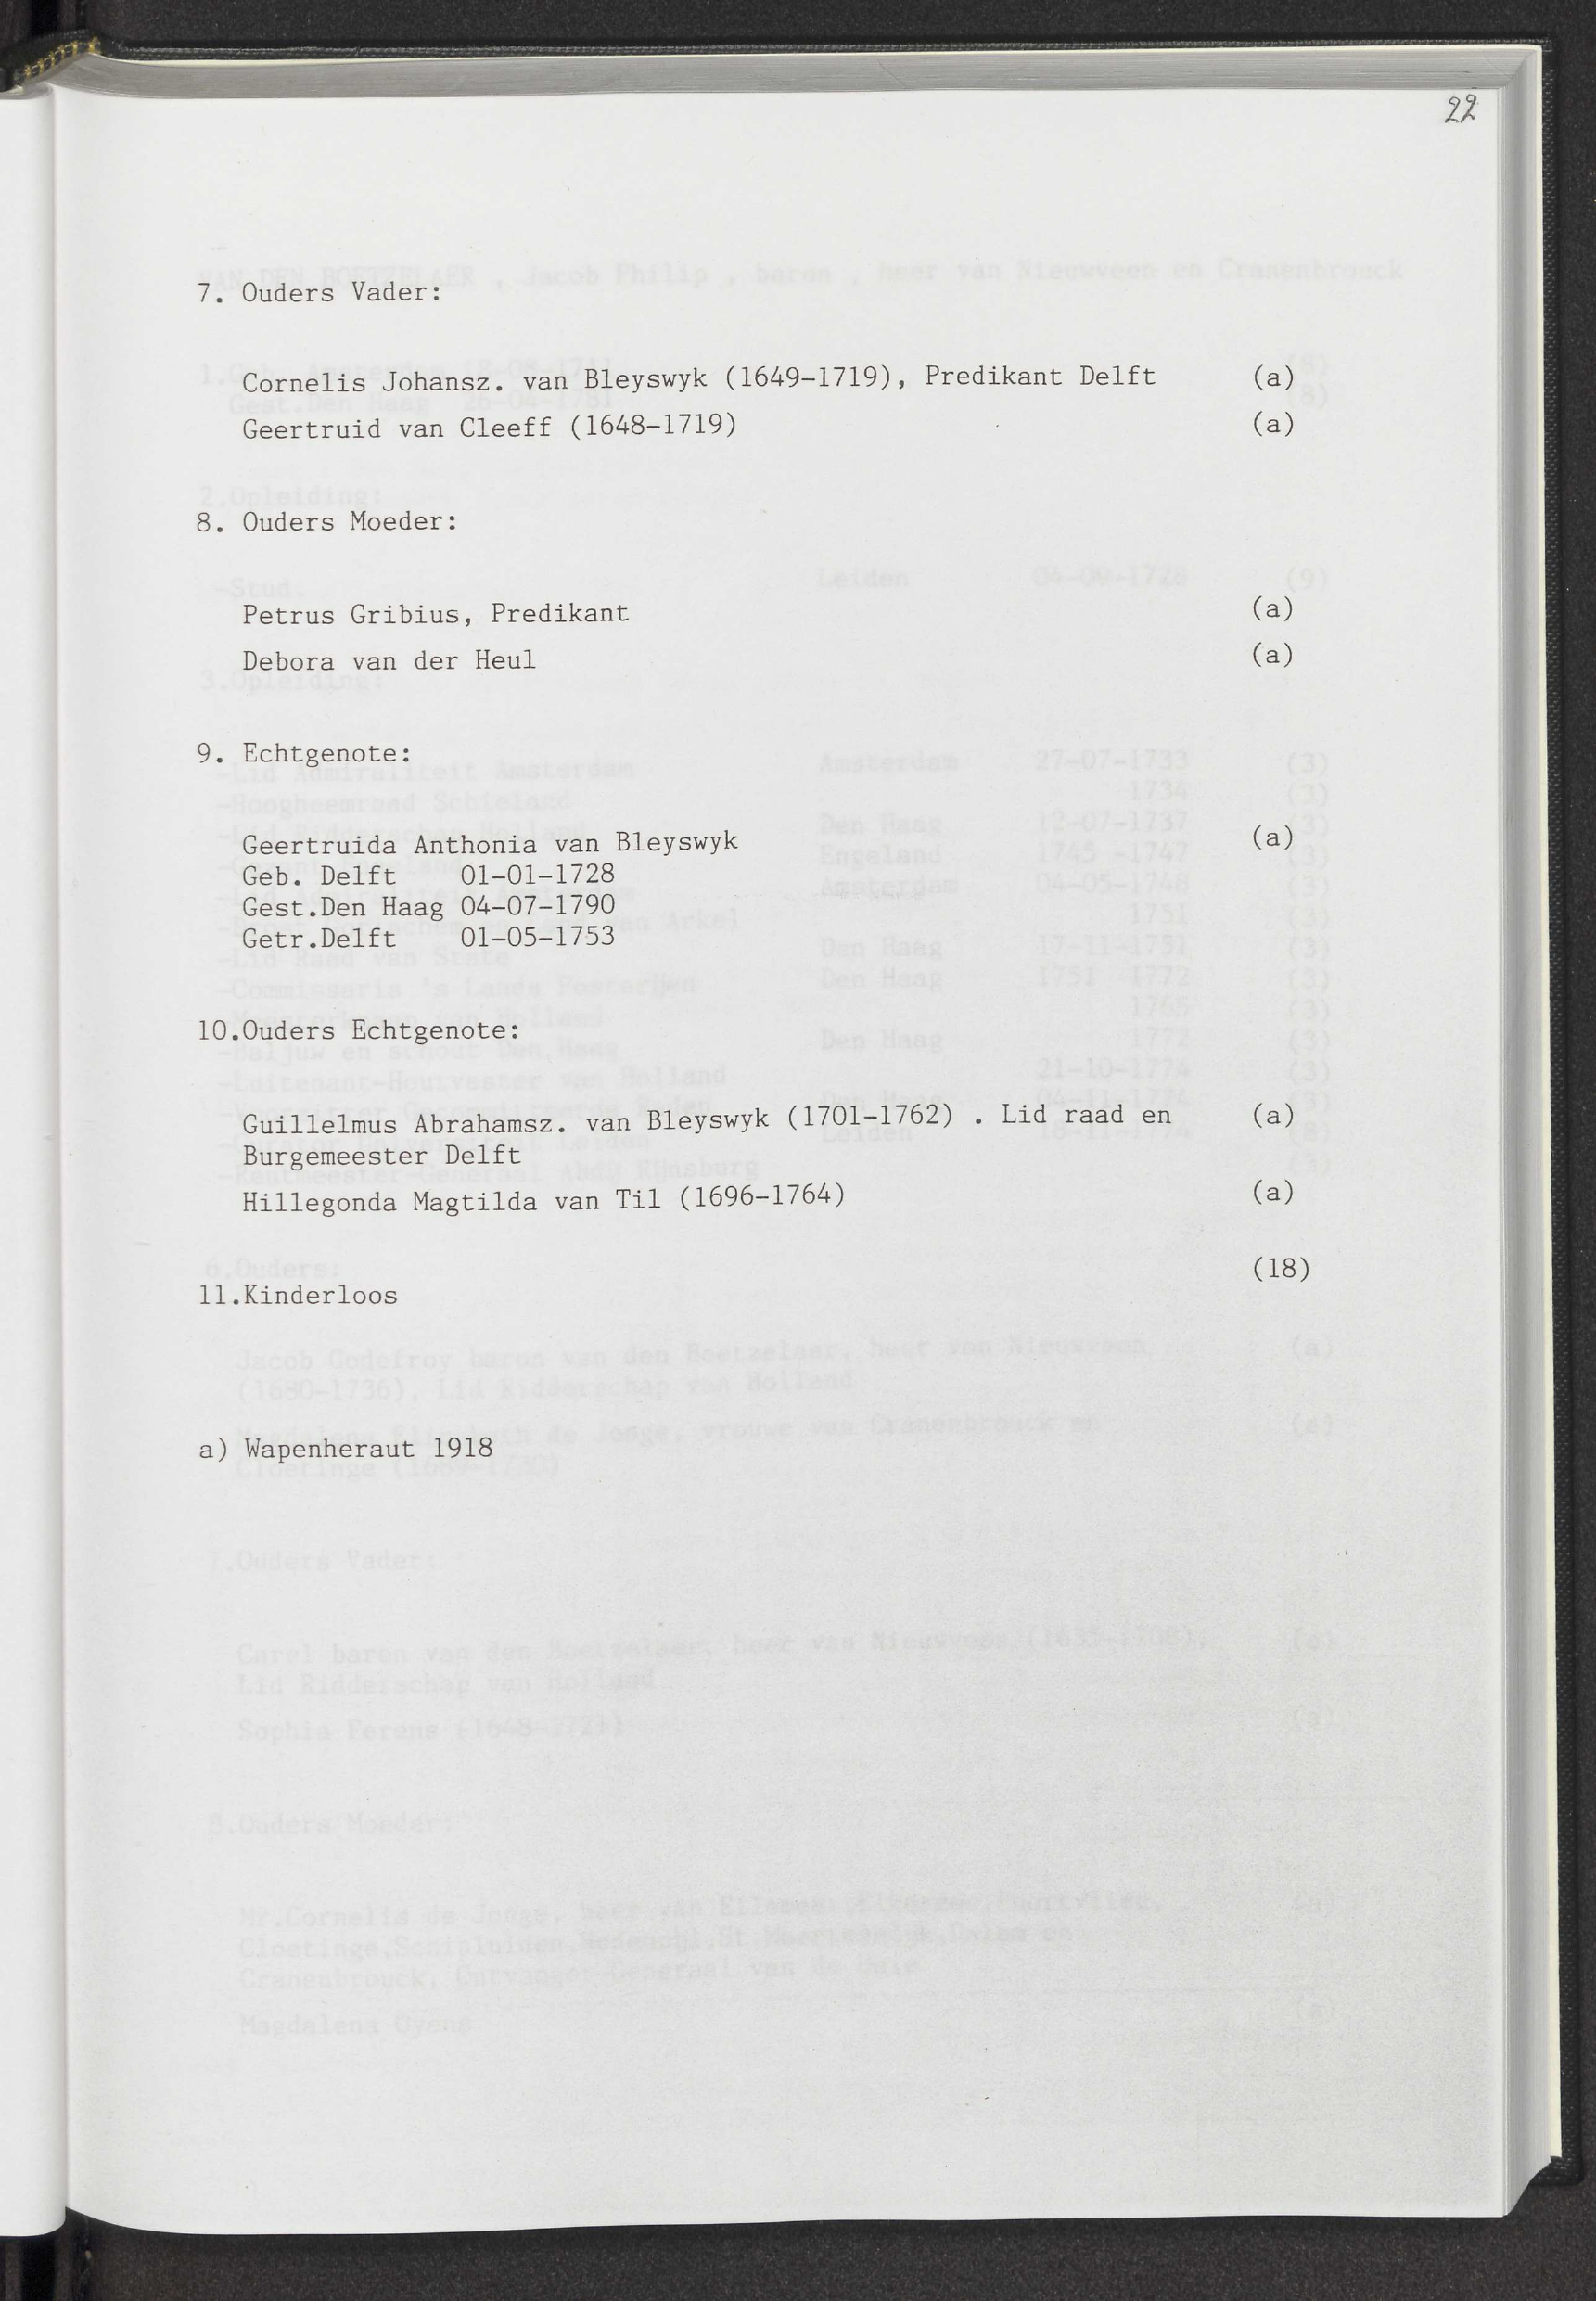 22
7. Ouders Vader:
Cornelis Johansz. van Bleyswyk (1649-1719), Predikant Delft (a)
Geertruid van Cleeff (1648-1719) (a)
8. Ouders Moeder:
Petrus Gribius, Predikant (a)
Debora van der Heul (a)
9. Echtgenote:
Geertruida Anthonia van Bleyswyk (a)
Geb. Delft 01-01-1728
Gest.Den Haag 04-07-1790
Getr.Delft 01-05-1753
10.Ouders Echtgenote:
Guillelmus Abrahamsz. van Bleyswyk (1701-1762) . Lid raad en (a)
Burgemeester Delft
Hillegonda Magtilda van Til (1696-1764) (a)
(18)
11.Kinderloos
a) Wapenheraut 1918